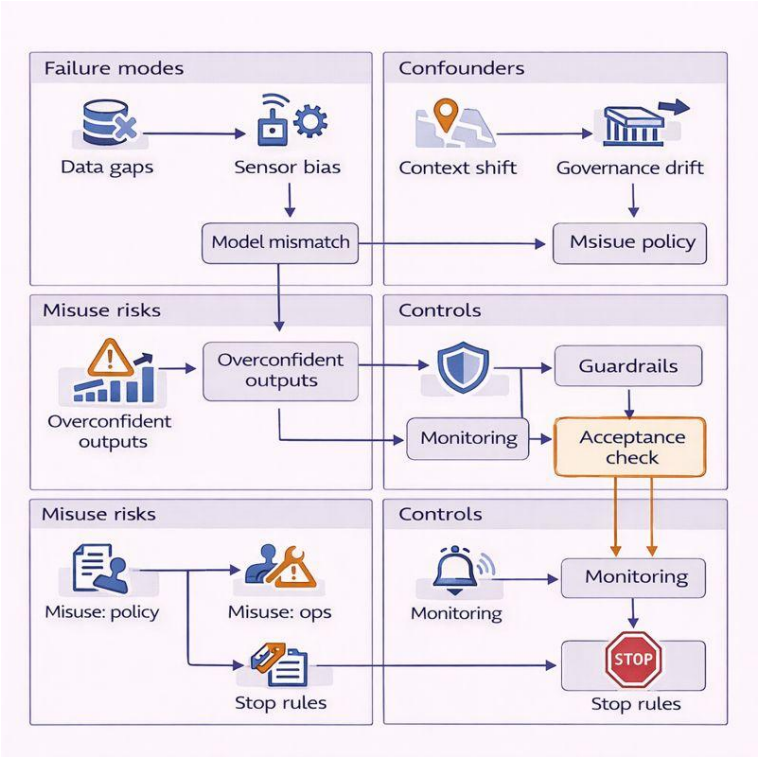 Failure modes
Data gaps
Sensor bias
Model mismatch
Confounders
Context shift
Governance drift
Msisue policy
Misuse risks
Overconfident
outputs
Overconfident
outputs
Controls
Guardrails
Monitoring
Acceptance
check
Misuse risks
Misuse: policy
Misuse: ops
Stop rules
Controls
Monitoring
Monitoring
STOP
Stop rules